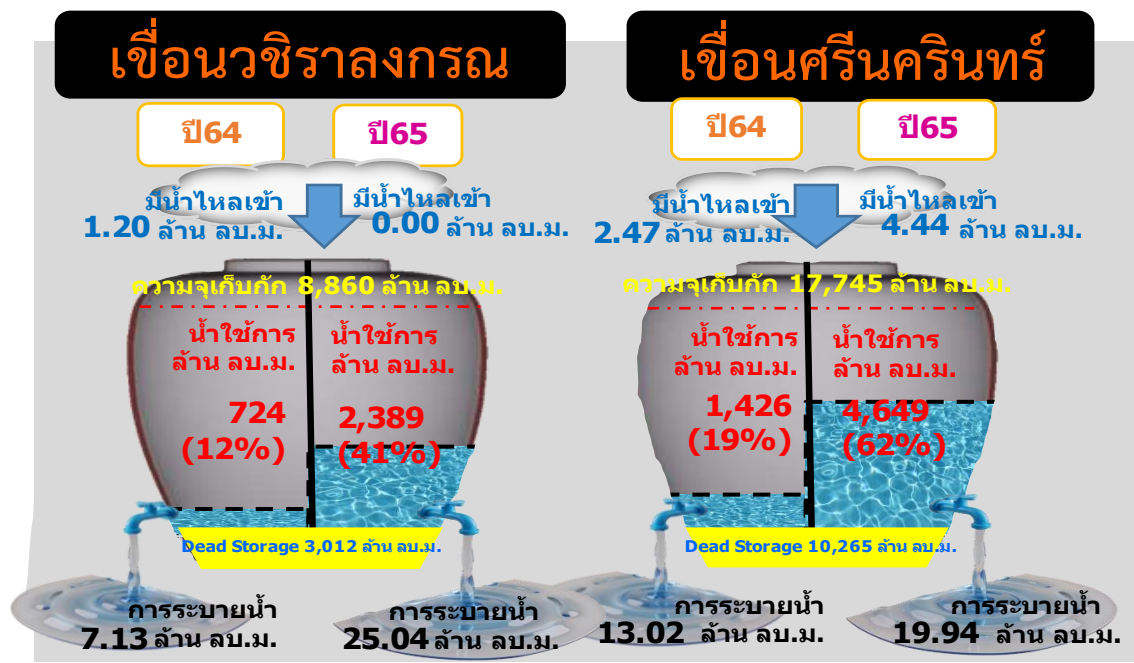 เขื่อนวชิราลงกรณ
ปี64
ปี65
มีน้ำไหลเข้า
1.20 ล้าน ลบ.ม.
มีน้ำไหลเข้า
0.00 ล้าน ลบ.ม.
ความจุเก็บกัก 8,860 ล้าน ลบ.ม.
น้ำใช้การ
ล้าน ลบ.ม.
724
(12%)
น้ำใช้การ
ล้าน ลบ.ม.
2,389
(41%)
Dead Storage 3,012 ล้าน ลบ.ม.
การระบายน้ำ
7.13 ล้าน ลบ.ม.
การระบายน้ำ
25.04 ล้าน ลบ.ม.
เขื่อนศรีนครินทร์
ปี64
ปี65
มีน้ำไหลเข้า
2.47 ล้าน ลบ.ม.
มีน้ำไหลเข้า
4.44 ล้าน ลบ.ม.
ความจุเก็บกัก 17,745 ล้าน ลบ.ม.
น้ำใช้การ
ล้าน ลบ.ม.
1,426
(19%)
น้ำใช้การ
ล้าน ลบ.ม.
4,649
(62%)
Dead Storage 10,265 ล้าน ลบ.ม.
การระบายน้ำ
13.02 ล้าน ลบ.ม.
การระบายน้ำ
19.94 ล้าน ลบ.ม.